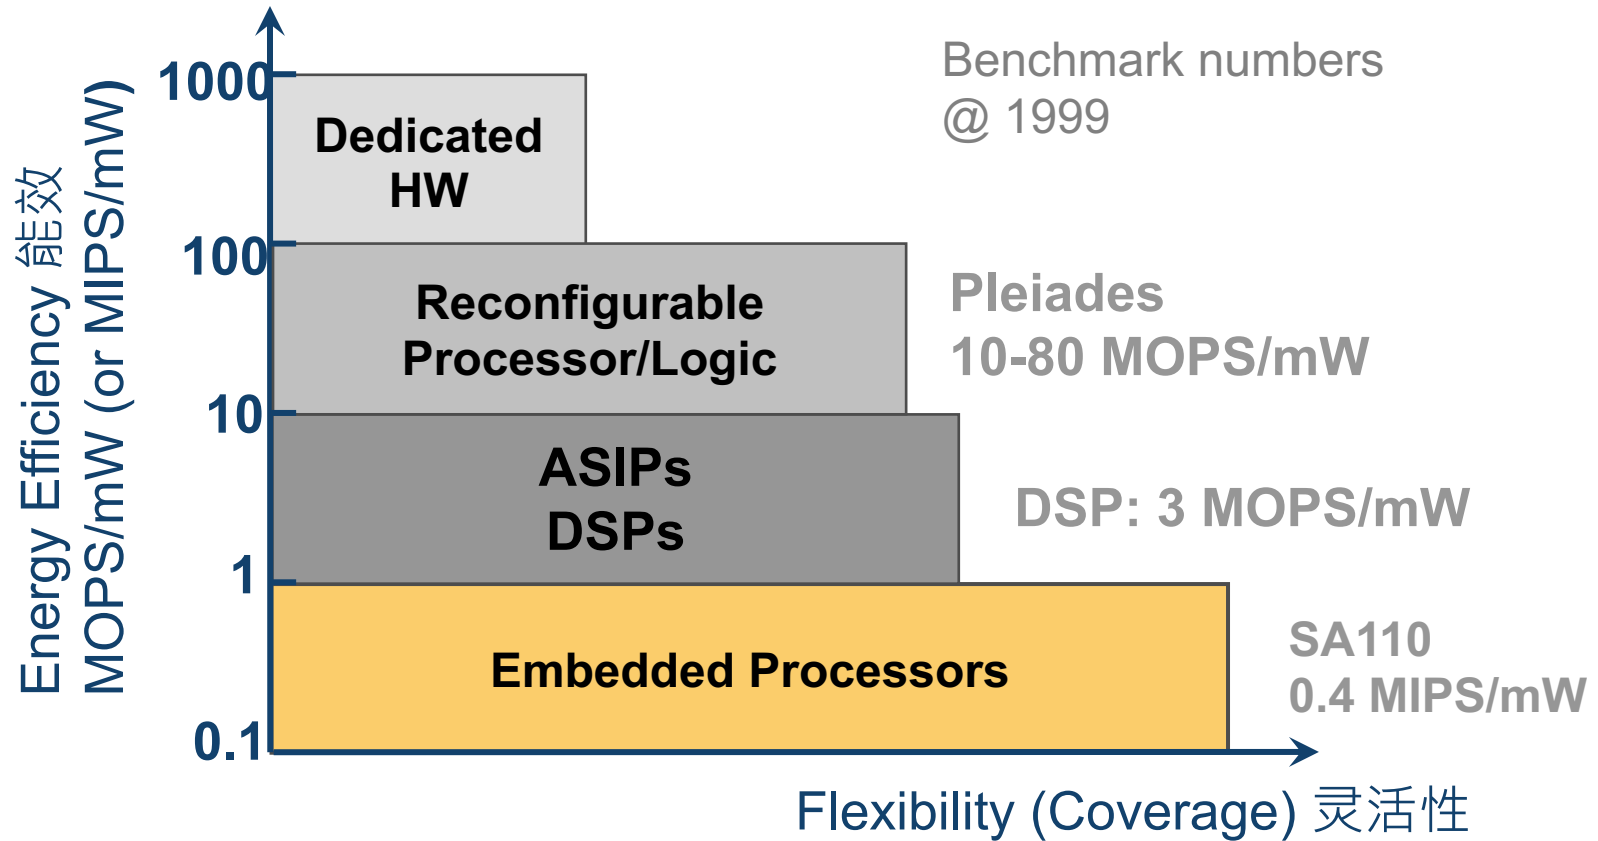 Energy Efficiency 能效
MOPS/mW (or MIPS/mW)
1000
100
10
1
0.1
Dedicated
HW
Reconfigurable
Processor/Logic
ASIPs
DSPs
Embedded Processors
Benchmark numbers
@ 1999
Pleiades
10-80 MOPS/mW
DSP: 3 MOPS/mW
SA110
0.4 MIPS/mW
Flexibility (Coverage) 灵活性